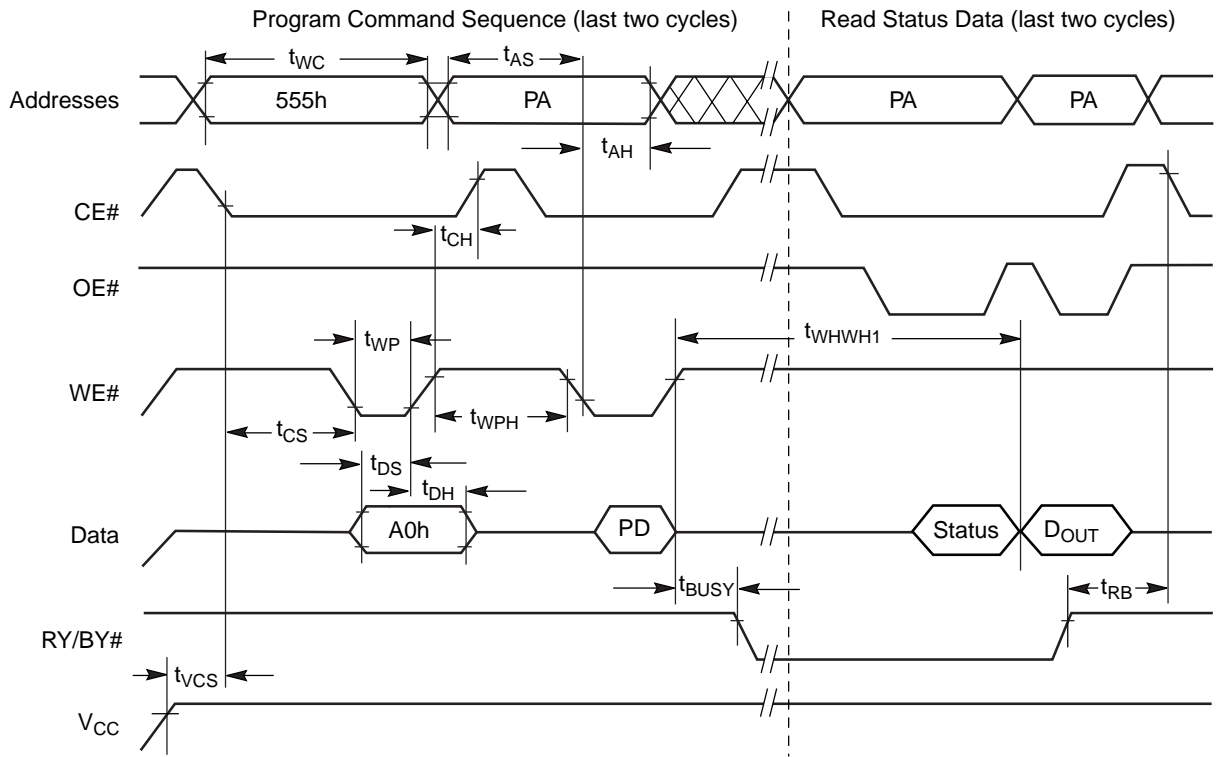 Program Command Sequence (last two cycles)
Read Status Data (last two cycles)
tWC
tAS
Addresses
555h
PA
PA
PA
tAH
CE#
tCH
OE#
tWP
tWHWH1
WE#
tCS
tWPH
tDS
tDH
Data
A0h
PD
Status
DOUT
tBUSY
tRB
RY/BY#
tVCS
VCC